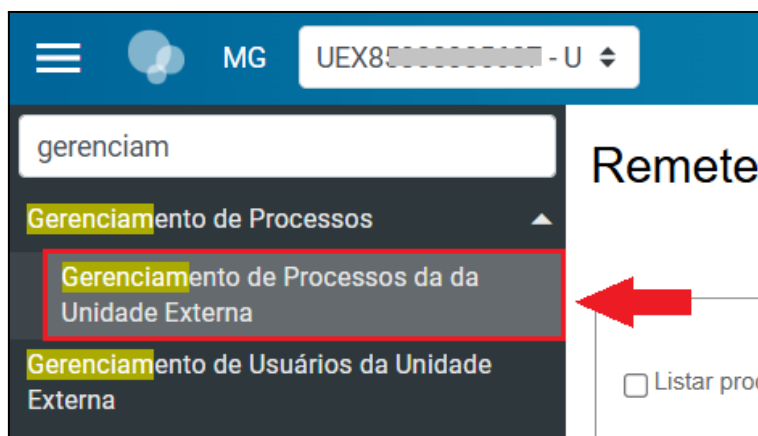 MG
UEX8 - U
gerenciam
Remete
Gerenciamento de Processos
Gerenciamento de Processos da da
Unidade Externa
Gerenciamento de Usuários da Unidade
Externa
Listar pro